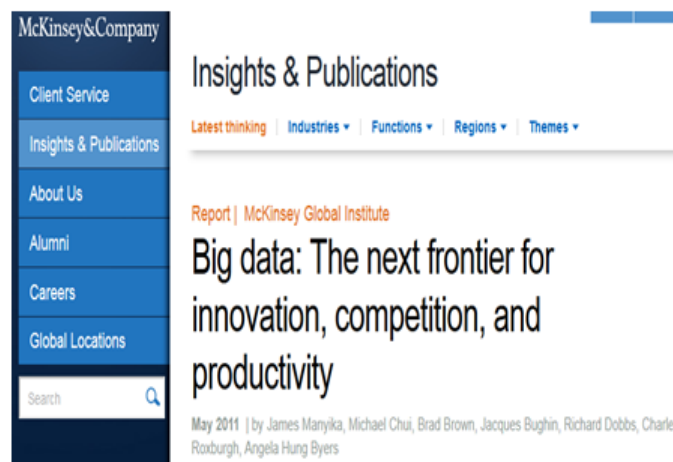 McKinsey&Company
Client Service
Insights & Publications
About Us
Alumni
Careers
Global Locations
Search
Insights & Publications
Latest thinking | Industries | Functions | Regions | Themes
Report | McKinsey Global Institute
Big data: The next frontier for
innovation, competition, and
productivity
May 2011 | by James Manyika, Michael Chui, Brad Brown, Jacques Bughin, Richard Dobbs, Charle
Roxburgh, Angela Hung Byers